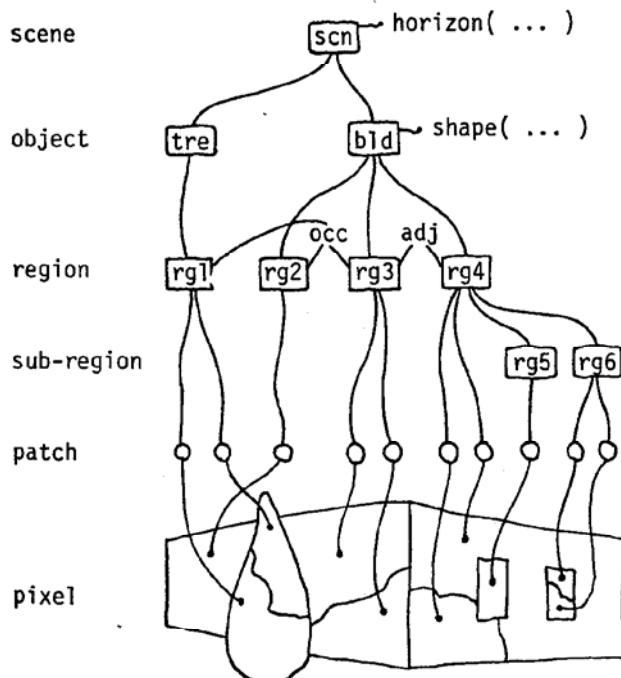 scene scn horizon( ... )
object tre bld shape( ... )
occ adj
region rg1 rg2 rg3 rg4
sub-region rg5 rg6
patch
pixel